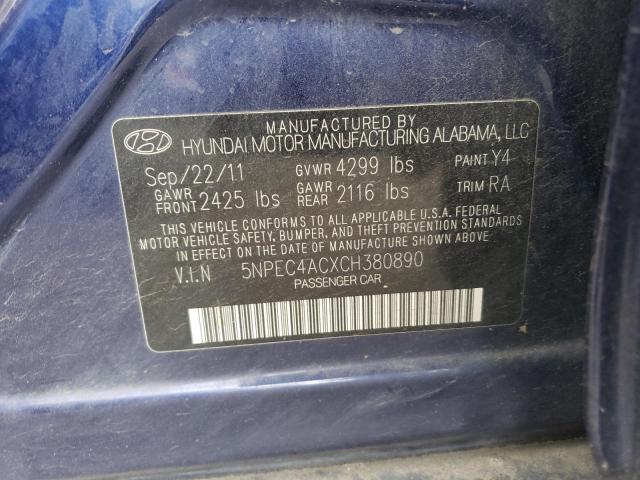 MANUFACTURED BY
HYUNDAI MOTOR MANUFACTURING ALABAMA, LLC
Sep/22/11 GVWR 4299 lbs PAINT Y4
GAWR FRONT 2425 lbs GAWR REAR 2116 lbs TRIM RA
THIS VEHICLE CONFORMS TO ALL APPLICABLE U.S.A. FEDERAL
MOTOR VEHICLE SAFETY, BUMPER, AND THEFT PREVENTION
STANDARDS IN EFFECT ON THE DATE OF MANUFACTURE SHOWN ABOVE.
V.I.N 5NPEC4ACXCH380890
PASSENGER CAR